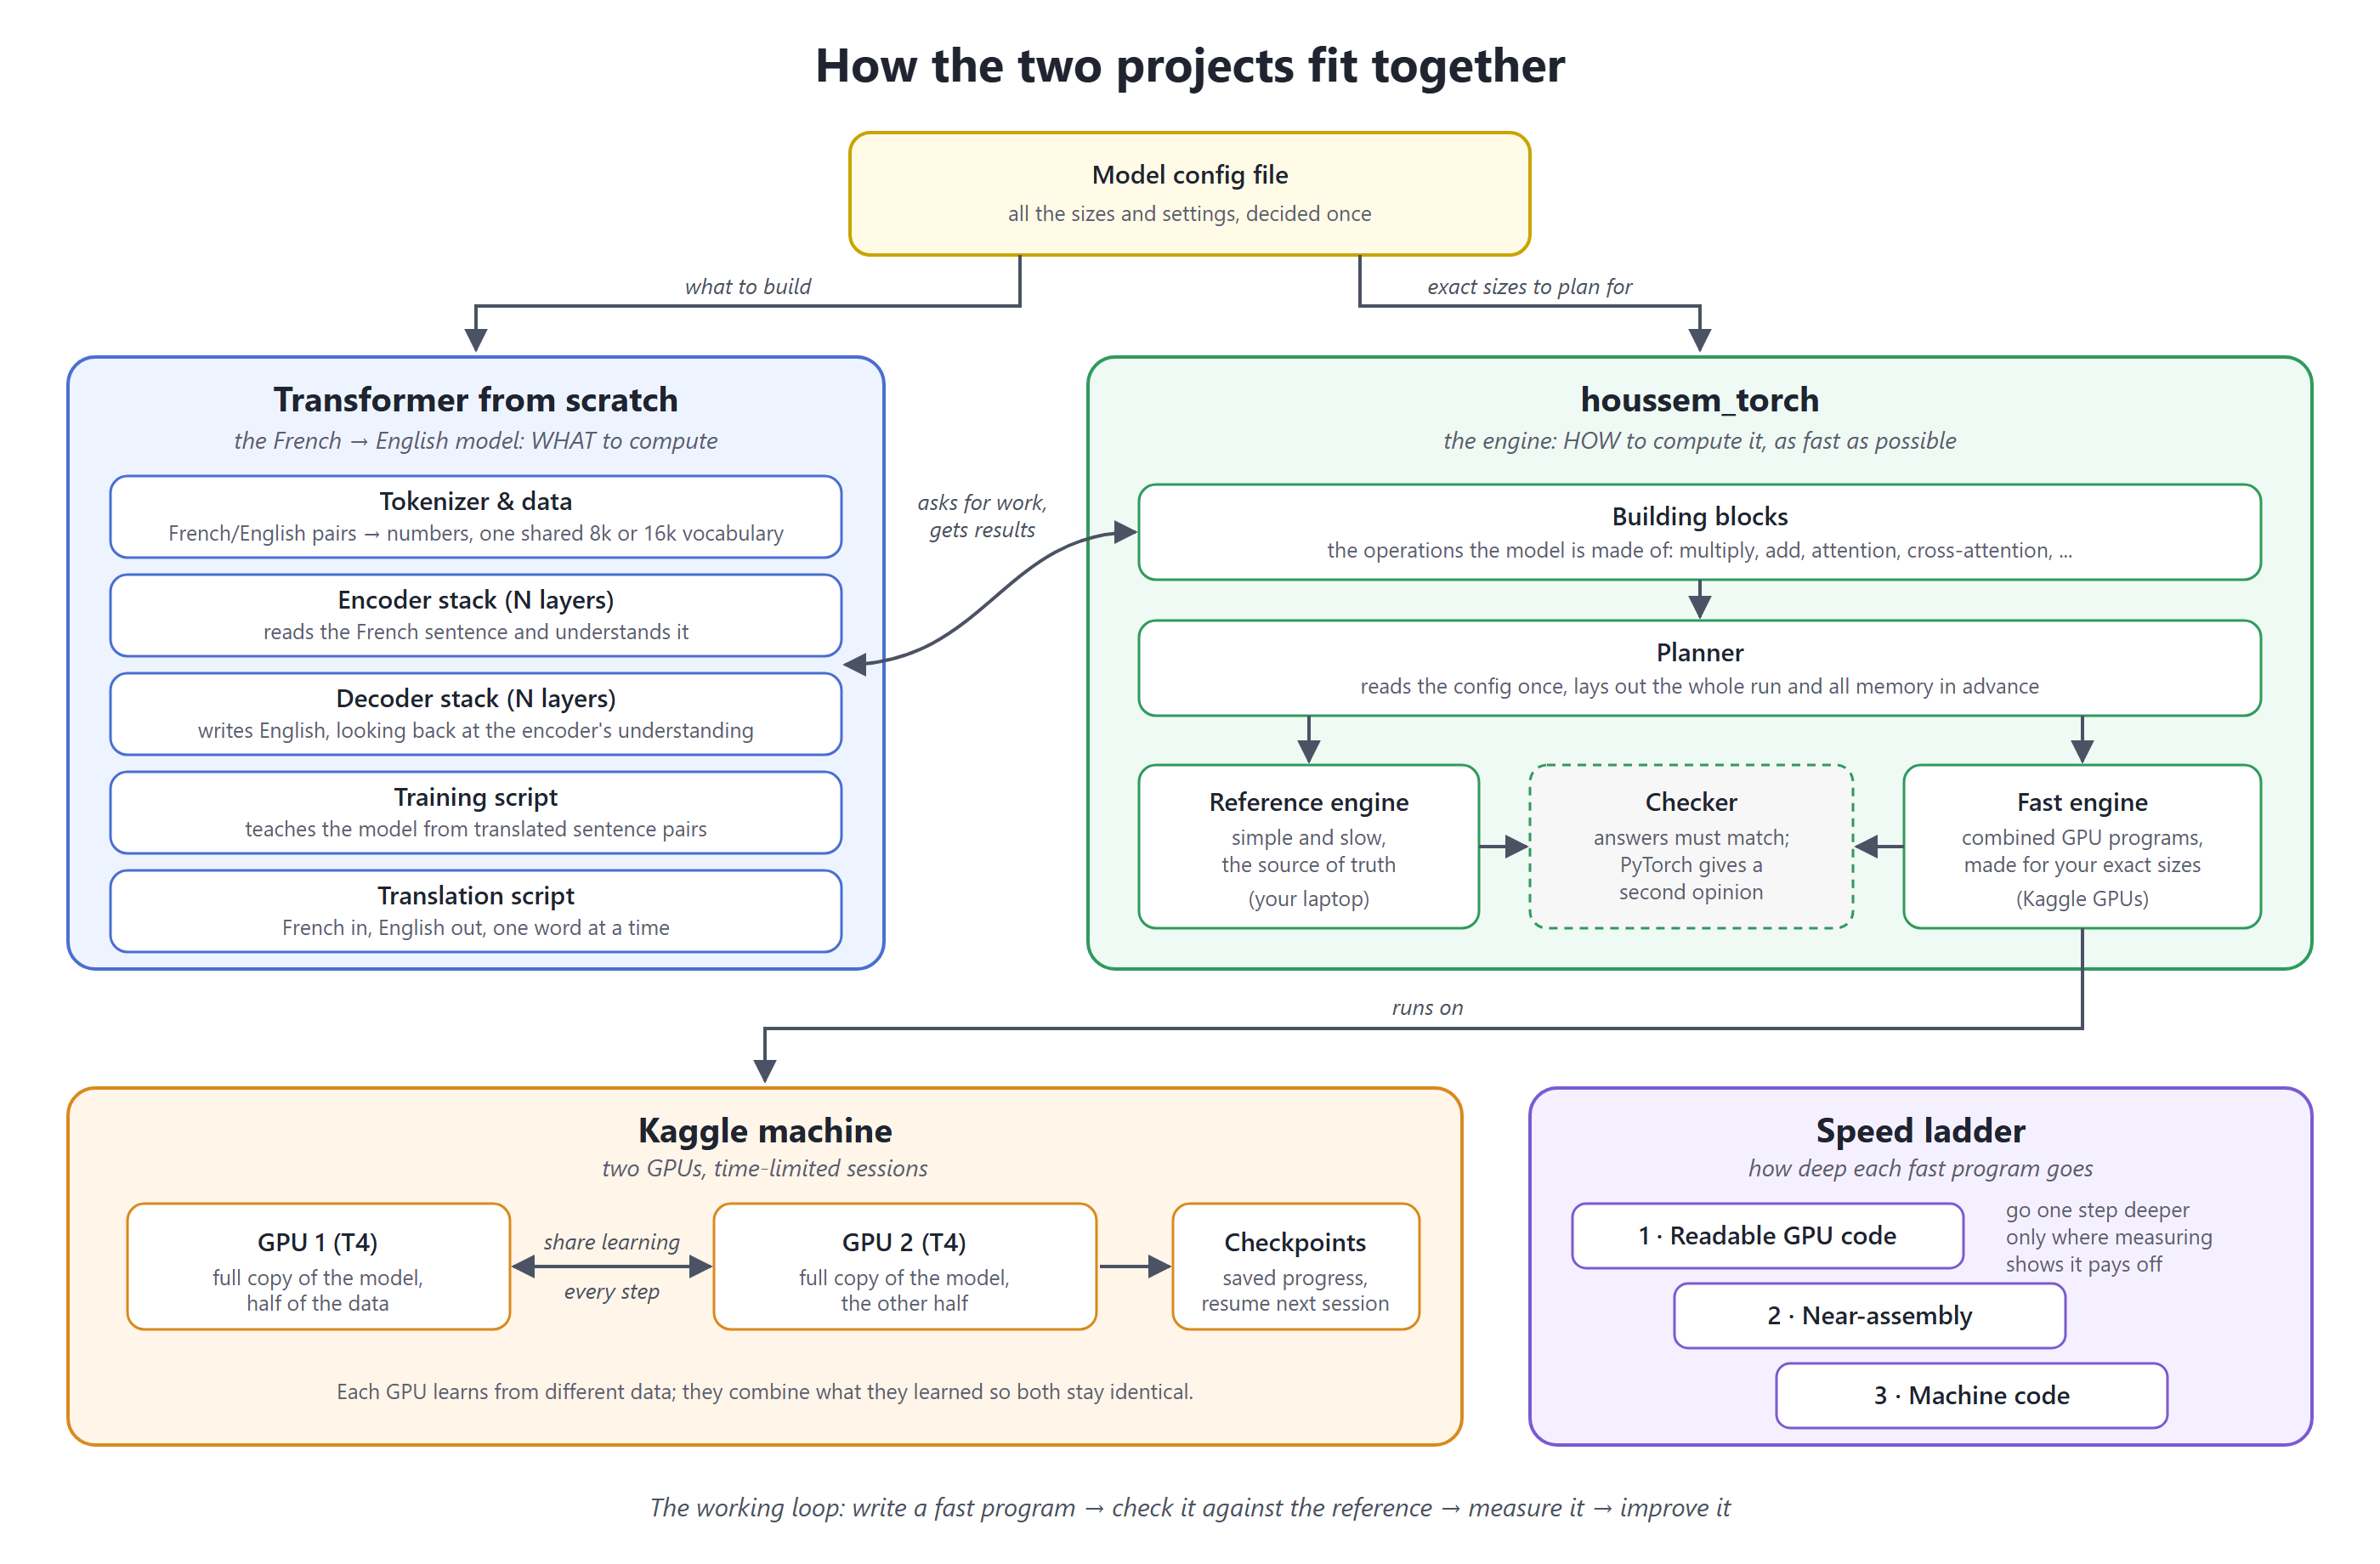 How the two projects fit together
Model config file
all the sizes and settings, decided once
what to build
exact sizes to plan for
Transformer from scratch
the French → English model: WHAT to compute
Tokenizer & data
French/English pairs → numbers, one shared 8k or 16k vocabulary
Encoder stack (N layers)
reads the French sentence and understands it
Decoder stack (N layers)
writes English, looking back at the encoder's understanding
Training script
teaches the model from translated sentence pairs
Translation script
French in, English out, one word at a time
asks for work,
gets results
houssem_torch
the engine: HOW to compute it, as fast as possible
Building blocks
the operations the model is made of: multiply, add, attention, cross-attention, ...
Planner
reads the config once, lays out the whole run and all memory in advance
Reference engine
simple and slow,
the source of truth
(your laptop)
Checker
answers must match;
PyTorch gives a
second opinion
Fast engine
combined GPU programs,
made for your exact sizes
(Kaggle GPUs)
runs on
Kaggle machine
two GPUs, time-limited sessions
GPU 1 (T4)
full copy of the model,
half of the data
share learning
every step
GPU 2 (T4)
full copy of the model,
the other half
Checkpoints
saved progress,
resume next session
Each GPU learns from different data; they combine what they learned so both stay identical.
Speed ladder
how deep each fast program goes
1 · Readable GPU code
go one step deeper
only where measuring
shows it pays off
2 · Near-assembly
3 · Machine code
The working loop: write a fast program → check it against the reference → measure it → improve it